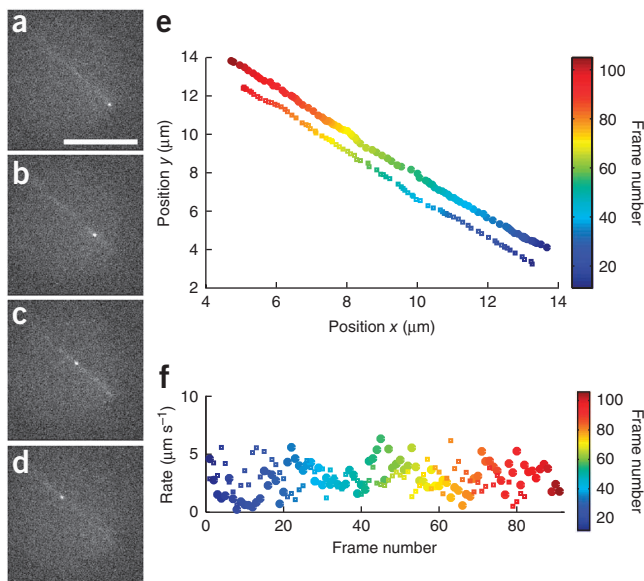 a
b
c
d
e
14
12
10
8
6
4
2
Position y (μm)
4 6 8 10 12 14
Position x (μm)
100
80
60
40
20
Frame number
f
10
5
0
Rate (μm s⁻¹)
0 20 40 60 80
Frame number
100
80
60
40
20
Frame number